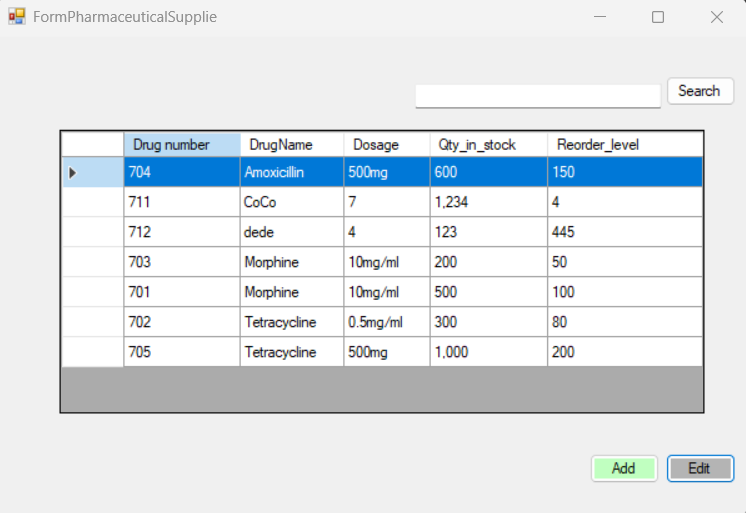 FormPharmaceuticalSupplie
Search
Drug number DrugName Dosage Qty_in_stock Reorder_level
704 Amoxicillin 500mg 600 150
711 CoCo 7 1,234 4
712 dede 4 123 445
703 Morphine 10mg/ml 200 50
701 Morphine 10mg/ml 500 100
702 Tetracycline 0.5mg/ml 300 80
705 Tetracycline 500mg 1,000 200
Add Edit